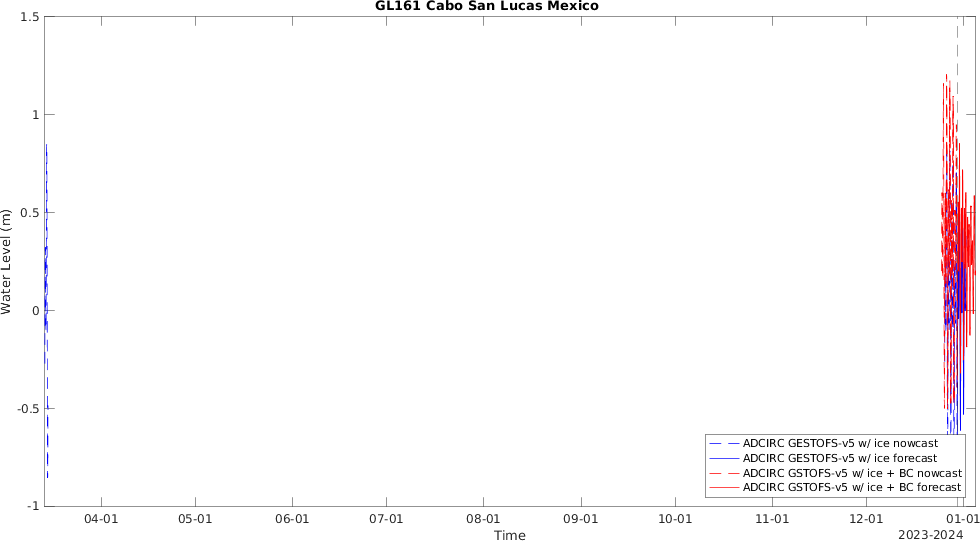 GL161 Cabo San Lucas Mexico
1.5
1
0.5
0
-0.5
-1
Water Level (m)
ADCIRC GESTOFS-v5 w/ ice nowcast
ADCIRC GESTOFS-v5 w/ ice forecast
ADCIRC GSTOFS-v5 w/ ice + BC nowcast
ADCIRC GSTOFS-v5 w/ ice + BC forecast
04-01 05-01 06-01 07-01 08-01 09-01 10-01 11-01 12-01 01-01
Time
2023-2024